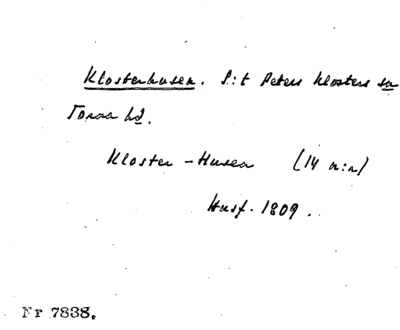 Klosterhusen. S:t Peters Klosters sn
Torna hd.
Kloster-Husen (14 n:r)
Husf. 1809.
Nr 7838.